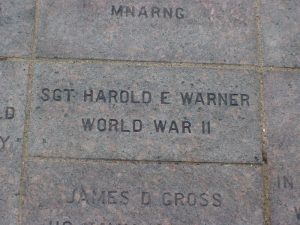 MNARNG
SGT HAROLD E WARNER
WORLD WAR II
JAMES D GROSS